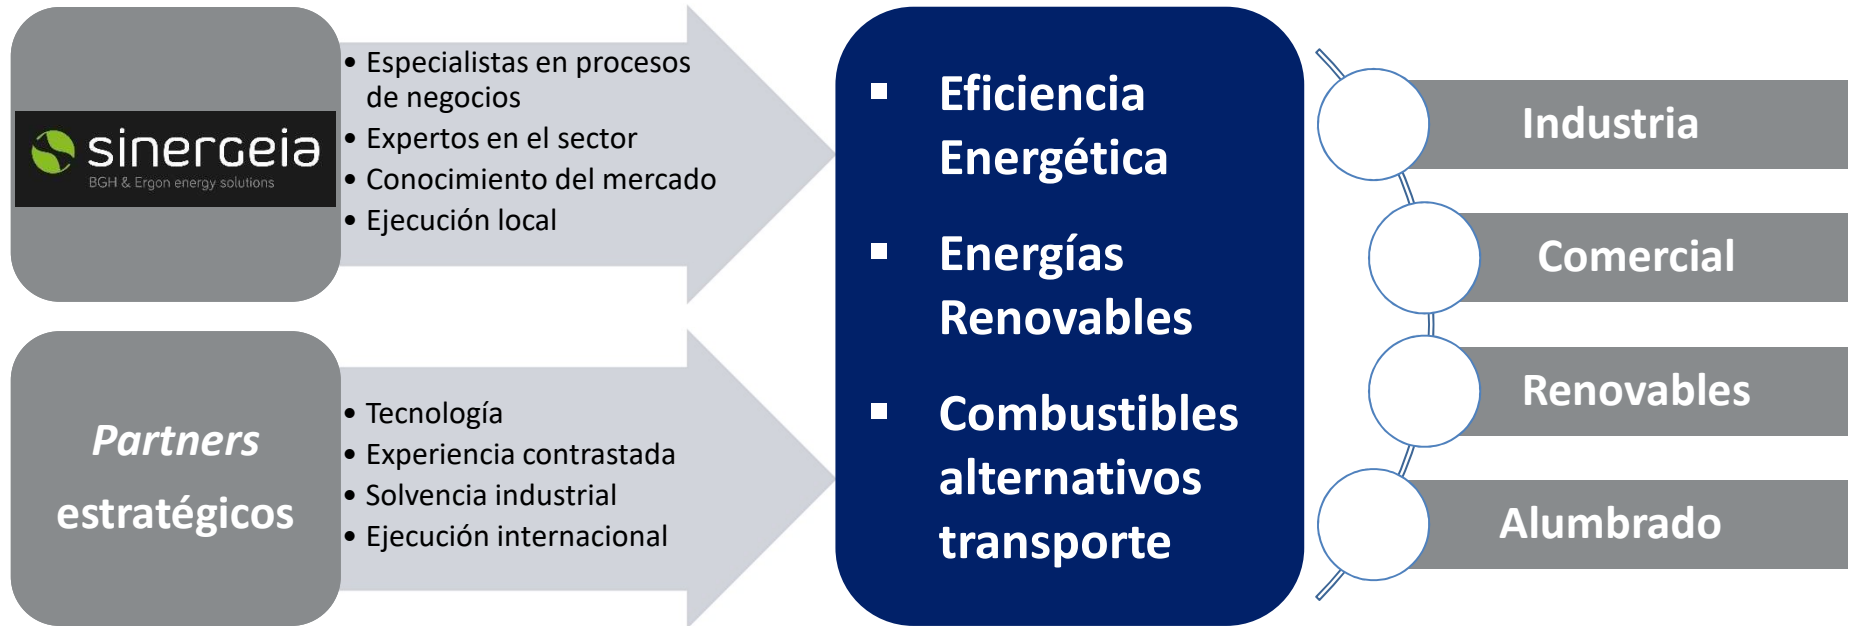 sinergeia
BGH & Ergon energy solutions
• Especialistas en procesos
de negocios
• Expertos en el sector
• Conocimiento del mercado
• Ejecución local
Partners
estratégicos
• Tecnología
• Experiencia contrastada
• Solvencia industrial
• Ejecución internacional
▪ Eficiencia
Energética
▪ Energías
Renovables
▪ Combustibles
alternativos
transporte
Industria
Comercial
Renovables
Alumbrado